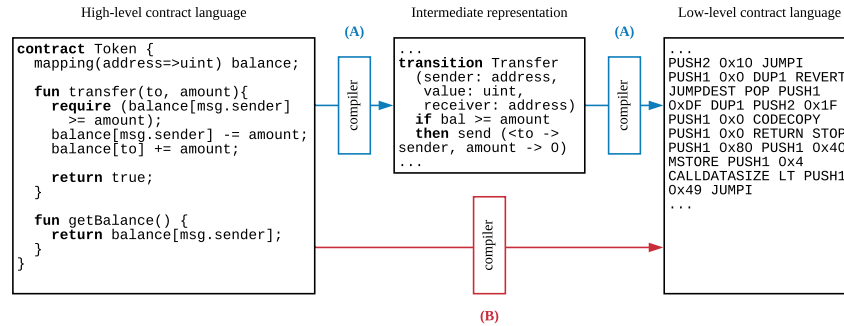 High-level contract language
contract Token {
mapping(address=>uint) balance;
fun transfer(to, amount){
require (balance[msg.sender]
>= amount);
balance[msg.sender] -= amount;
balance[to] += amount;
return true;
}
fun getBalance() {
return balance[msg.sender];
}
}
(A)
compiler
Intermediate representation
...
transition Transfer
(sender: address,
value: uint,
receiver: address)
if bal >= amount
then send (<to ->
sender, amount -> 0)
...
(A)
compiler
compiler
(B)
Low-level contract language
...
PUSH2 0x10 JUMPI
PUSH1 0x0 DUP1 REVERT
JUMPDEST POP PUSH1
0xDF DUP1 PUSH2 0x1F
PUSH1 0x0 CODECOPY
PUSH1 0x0 RETURN STOP
PUSH1 0x80 PUSH1 0x40
MSTORE PUSH1 0x4
CALLDATASIZE LT PUSH1
0x49 JUMPI
...